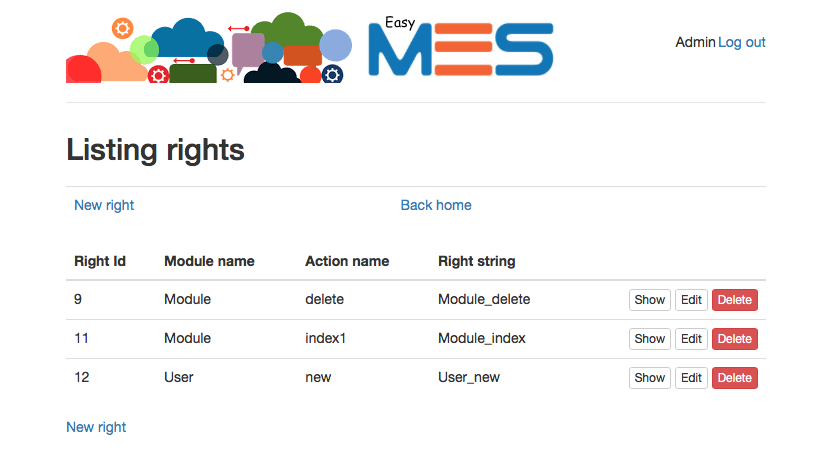 Easy
MES
Admin Log out
Listing rights
New right Back home
Right Id Module name Action name Right string
9 Module delete Module_delete Show Edit Delete
11 Module index1 Module_index Show Edit Delete
12 User new User_new Show Edit Delete
New right